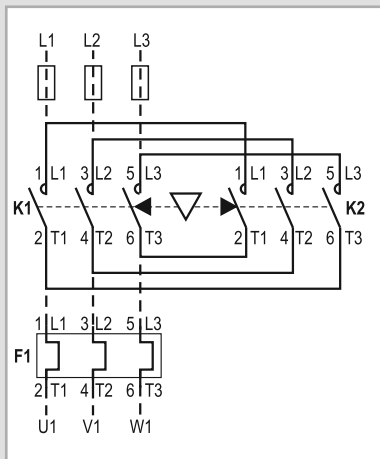 L1 L2 L3
1 L1 3 L2 5 L3 1 L1 3 L2 5 L3
K1 K2
2 T1 4 T2 6 T3 2 T1 4 T2 6 T3
1 L1 3 L2 5 L3
F1
2 T1 4 T2 6 T3
U1 V1 W1